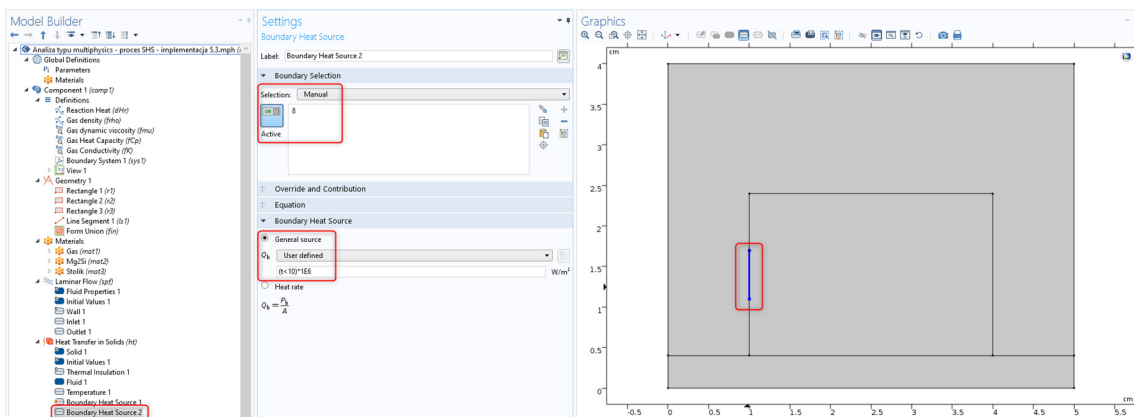 Model Builder
Analiza typu multiphysics - proces SHS - implementacja 5.3.mph
Global Definitions
Parameters
Materials
Component 1 (comp1)
Definitions
Reaction Heat (dHr)
Gas density (frho)
Gas dynamic viscosity (fmu)
Gas Heat Capacity (fCp)
Gas Conductivity (fK)
Boundary System 1 (sys1)
View 1
Geometry 1
Rectangle 1 (r1)
Rectangle 2 (r2)
Rectangle 3 (r3)
Line Segment 1 (ls1)
Form Union (fin)
Materials
Gas (mat1)
Mg2Si (mat2)
Stolik (mat3)
Laminar Flow (spf)
Fluid Properties 1
Initial Values 1
Wall 1
Inlet 1
Outlet 1
Heat Transfer in Solids (ht)
Solid 1
Initial Values 1
Thermal Insulation 1
Fluid 1
Temperature 1
Boundary Heat Source 1
Boundary Heat Source 2
Settings
Boundary Heat Source
Label: Boundary Heat Source 2
Boundary Selection
Selection: Manual
8
Active
Override and Contribution
Equation
Boundary Heat Source
General source
Qb User defined
(t<10)*1E6 W/m²
Heat rate
Qb = Pb/A
Graphics
cm
4
3.5
3
2.5
2
1.5
1
0.5
0
cm
-0.5 0 0.5 1 1.5 2 2.5 3 3.5 4 4.5 5 5.5